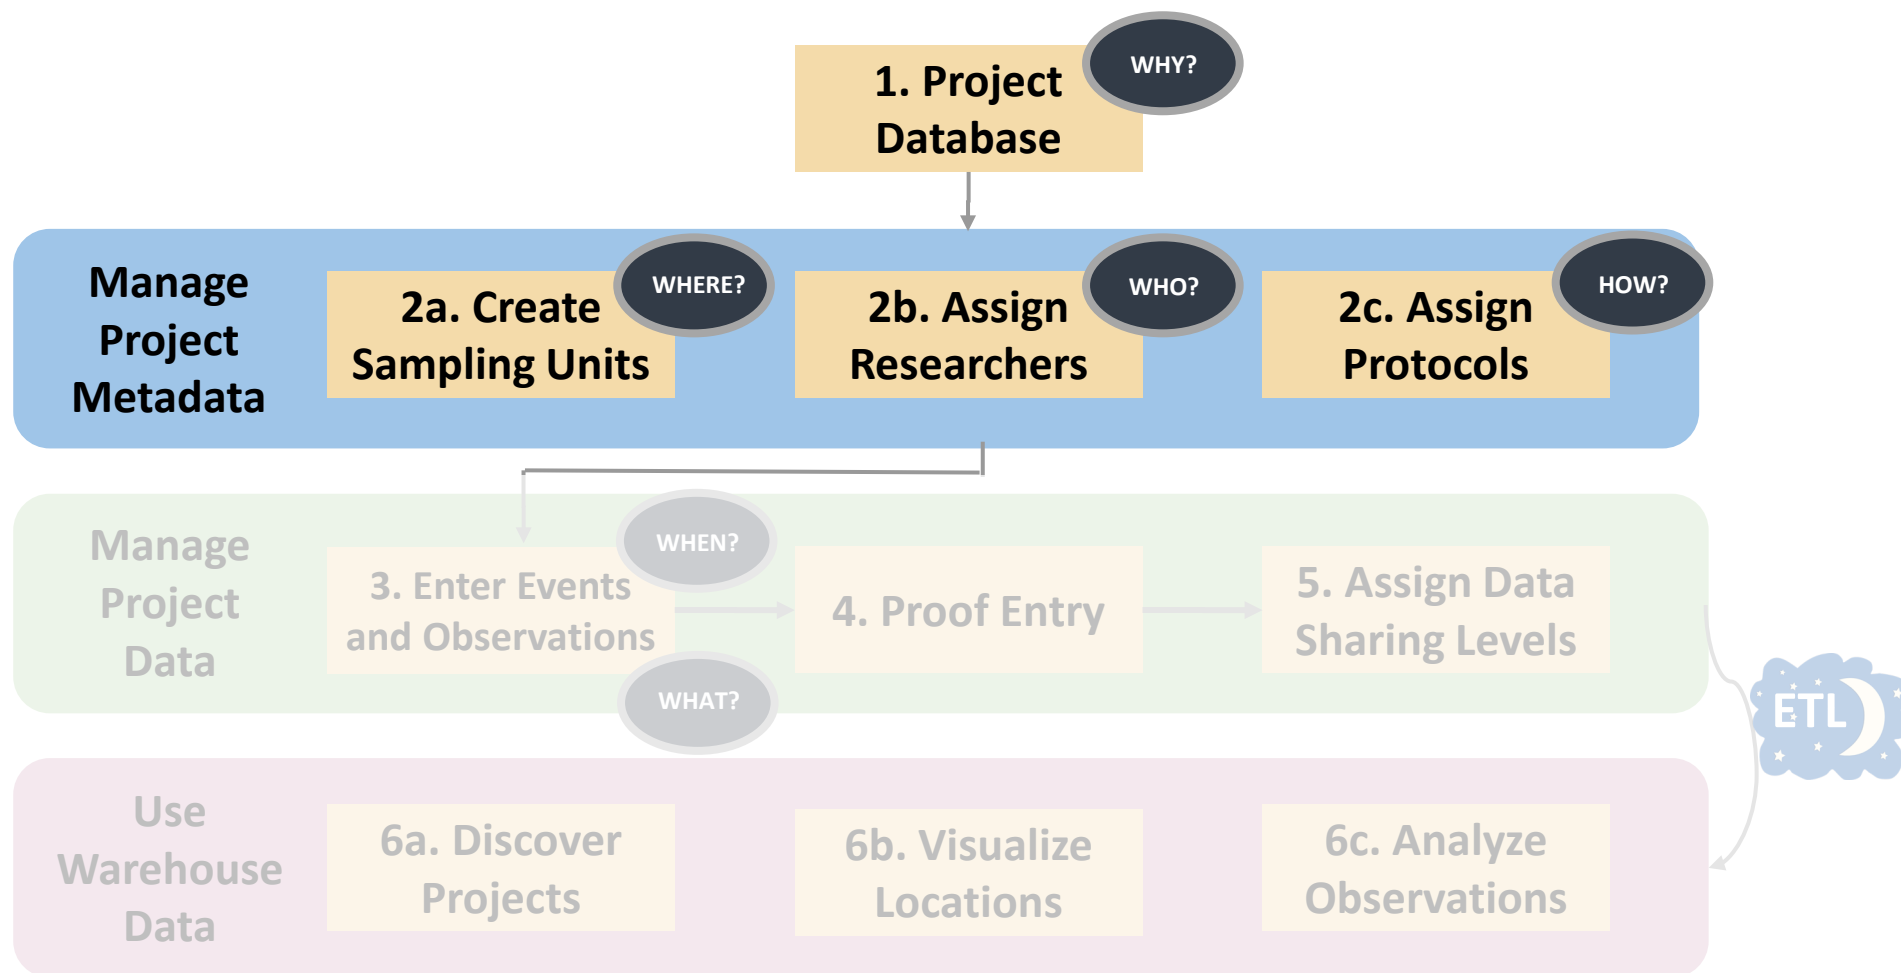 1. Project
Database
WHY?
Manage
Project
Metadata
2a. Create
Sampling Units
WHERE?
2b. Assign
Researchers
WHO?
2c. Assign
Protocols
HOW?
Manage
Project
Data
3. Enter Events
and Observations
WHEN?
WHAT?
4. Proof Entry
5. Assign Data
Sharing Levels
ETL
Use
Warehouse
Data
6a. Discover
Projects
6b. Visualize
Locations
6c. Analyze
Observations